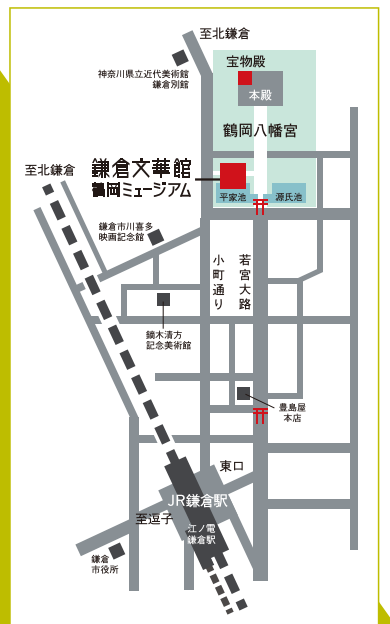 至北鎌倉
神奈川県立近代美術館
鎌倉別館
宝物殿
本殿
鶴岡八幡宮
至北鎌倉
鎌倉文華館
鶴岡ミュージアム
平家池
源氏池
鎌倉市川喜多
映画記念館
小町通り
若宮大路
鏑木清方
記念美術館
豊島屋
本店
東口
JR鎌倉駅
至逗子
江ノ電
鎌倉駅
鎌倉
市役所